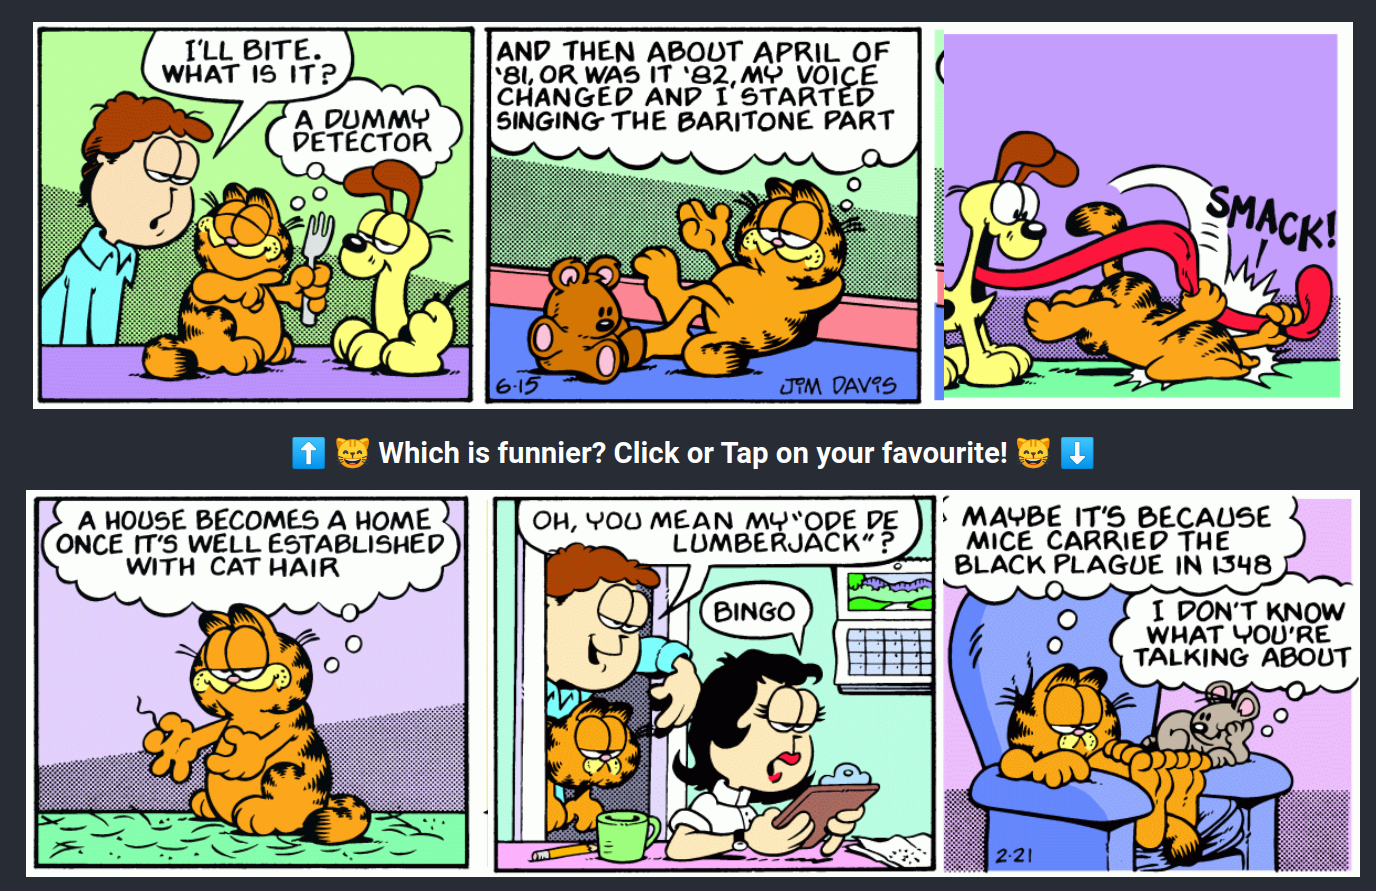 I'LL BITE.
WHAT IS IT?
A DUMMY
DETECTOR
AND THEN ABOUT APRIL OF
'81, OR WAS IT '82, MY VOICE
CHANGED AND I STARTED
SINGING THE BARITONE PART
6-15
JIM DAVIS
SMACK!
⬆️ 😸 Which is funnier? Click or Tap on your favourite! 😸 ⬇️
A HOUSE BECOMES A HOME
ONCE IT'S WELL ESTABLISHED
WITH CAT HAIR
OH, YOU MEAN MY "ODE DE
LUMBERJACK"?
BINGO
MAYBE IT'S BECAUSE
MICE CARRIED THE
BLACK PLAGUE IN 1348
I DON'T KNOW
WHAT YOU'RE
TALKING ABOUT
2-21